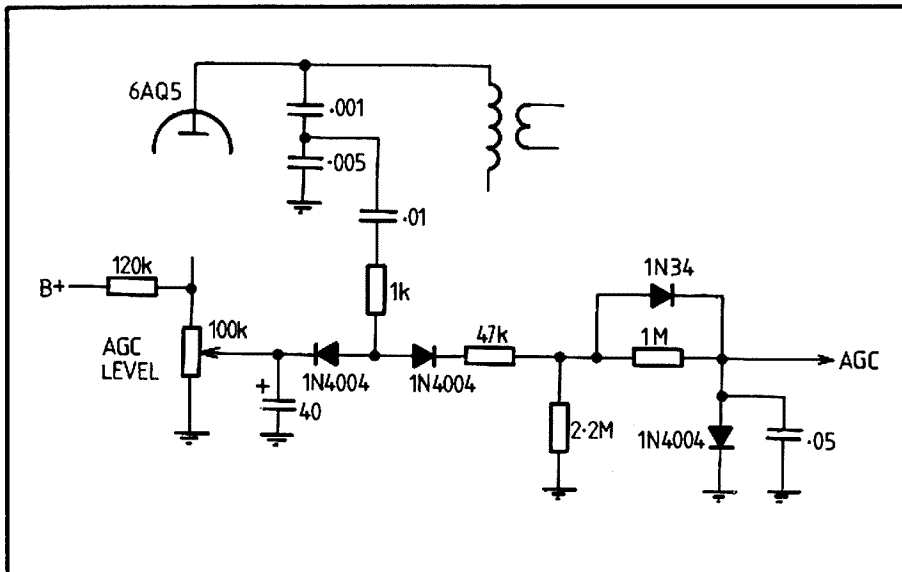 6AQ5
·001
·005
·01
120k
B+
1k
1N34
100k
47k
1M
AGC
LEVEL
AGC
1N4004
1N4004
+
40
2·2M
1N4004
·05